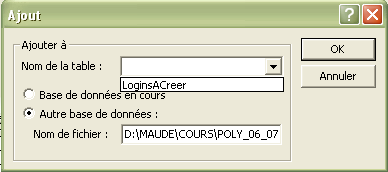 Ajout
Ajouter à
OK
Nom de la table :
Annuler
LoginsACreer
Base de données en cours
Autre base de données :
Nom de fichier :
D:\MAUDE\COURS\POLY_06_07